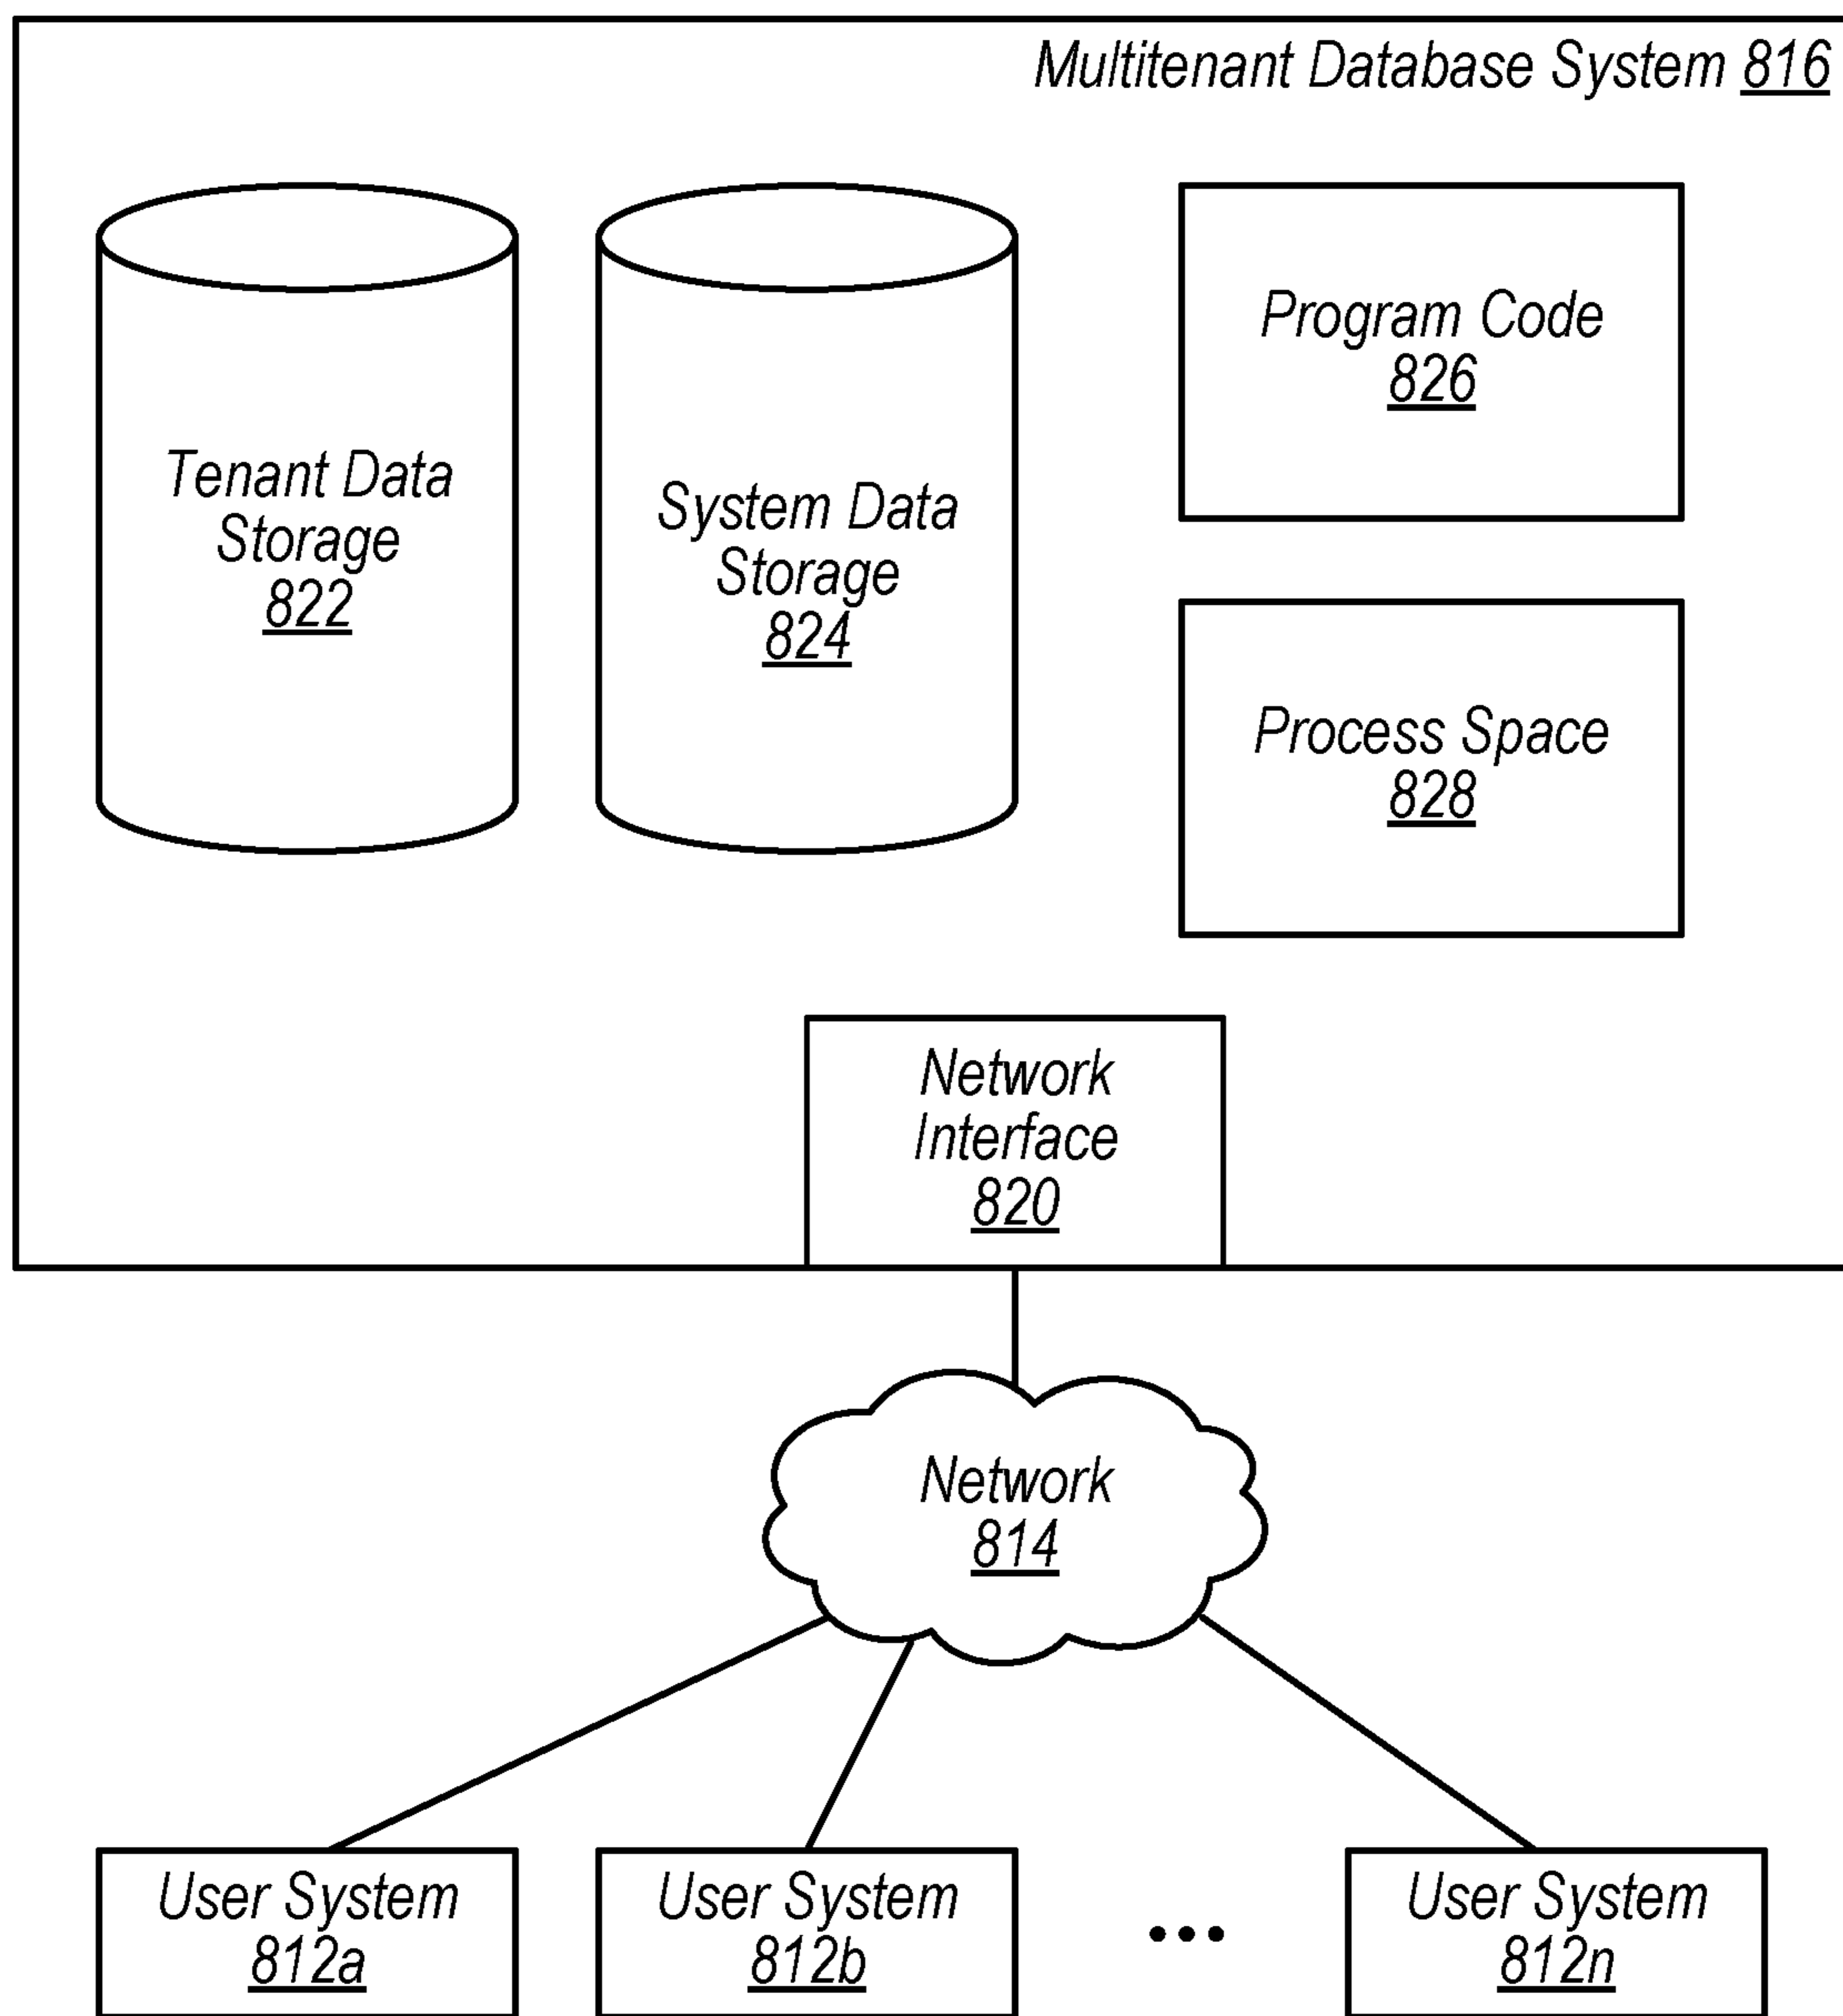 Multitenant Database System 816
Tenant Data
Storage
822
System Data
Storage
824
Program Code
826
Process Space
828
Network
Interface
820
Network
814
User System
812a
User System
812b
...
User System
812n